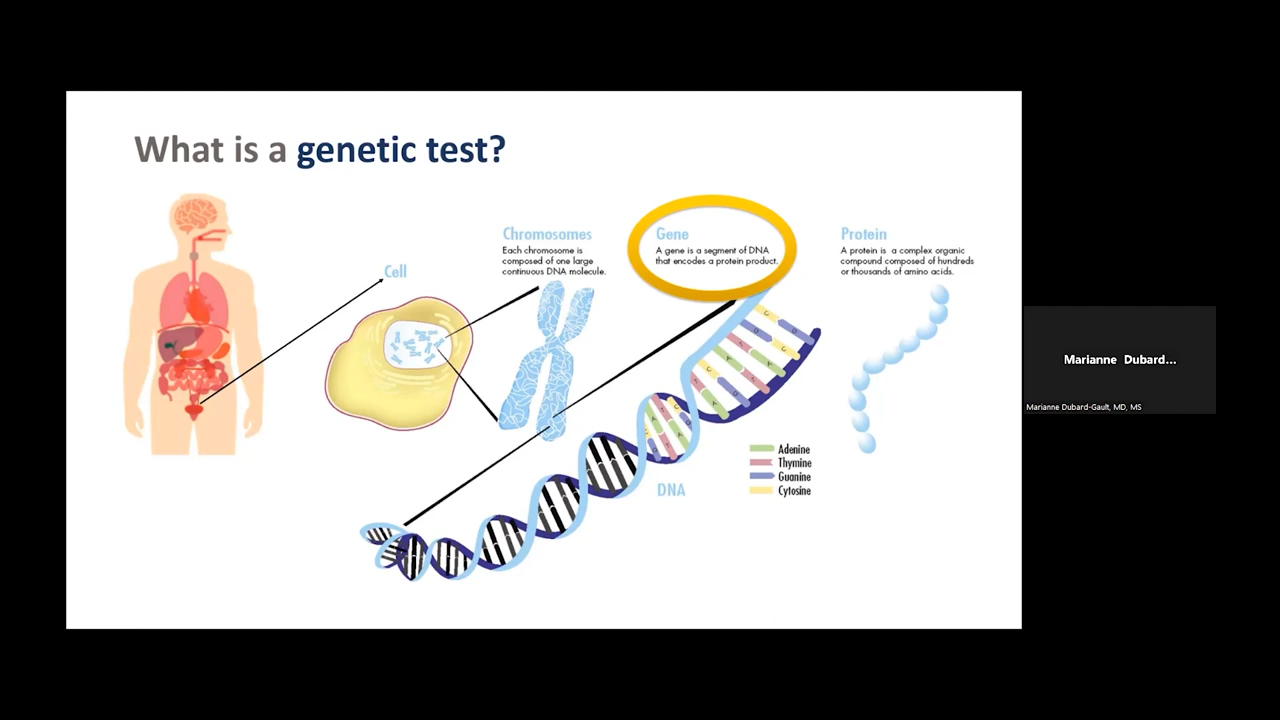 What is a genetic test?
Cell
Chromosomes
Each chromosome is
composed of one large
continuous DNA molecule.
Gene
A gene is a segment of DNA
that encodes a protein product.
Protein
A protein is a complex organic
compound composed of hundreds
or thousands of amino acids.
DNA
Adenine
Thymine
Guanine
Cytosine
Marianne Dubard...
Marianne Dubard-Gault, MD, MS